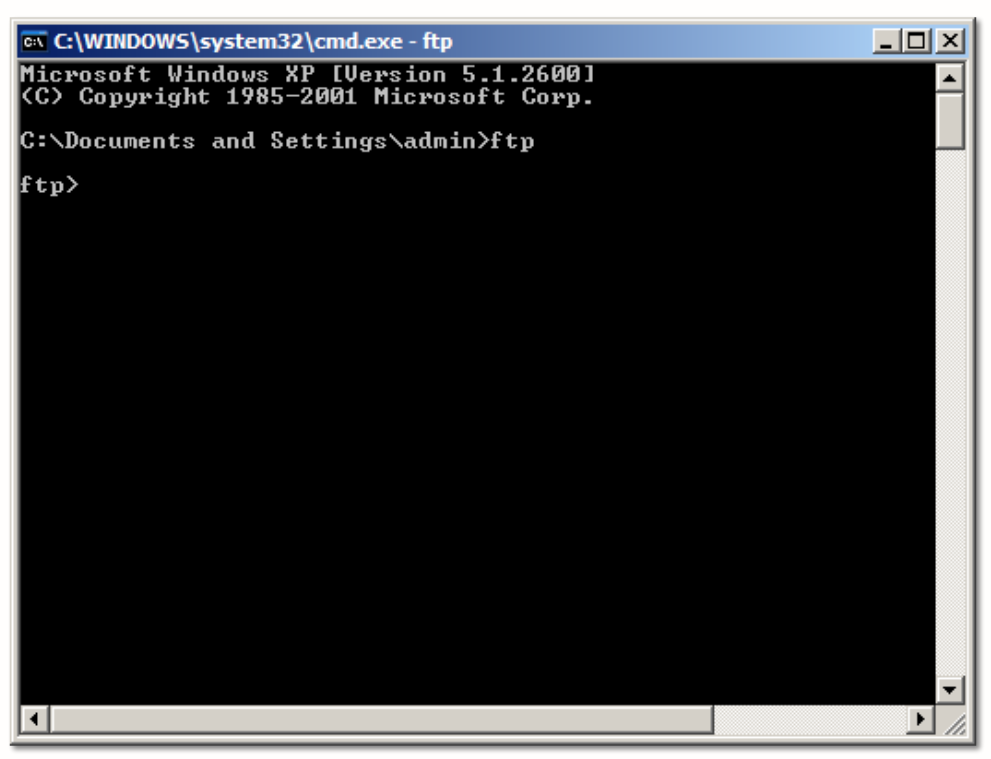 C:\WINDOWS\system32\cmd.exe - ftp
Microsoft Windows XP [Version 5.1.2600]
(C) Copyright 1985-2001 Microsoft Corp.
C:\Documents and Settings\admin>ftp
ftp>